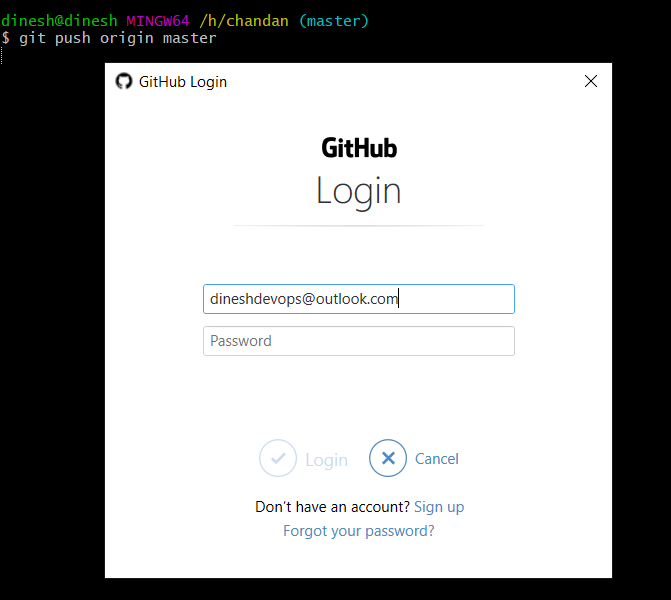 dinesh@dinesh MINGW64 /h/chandan (master)
$ git push origin master
GitHub Login
GitHub
Login
dineshdevops@outlook.com
Password
Login Cancel
Don't have an account? Sign up
Forgot your password?